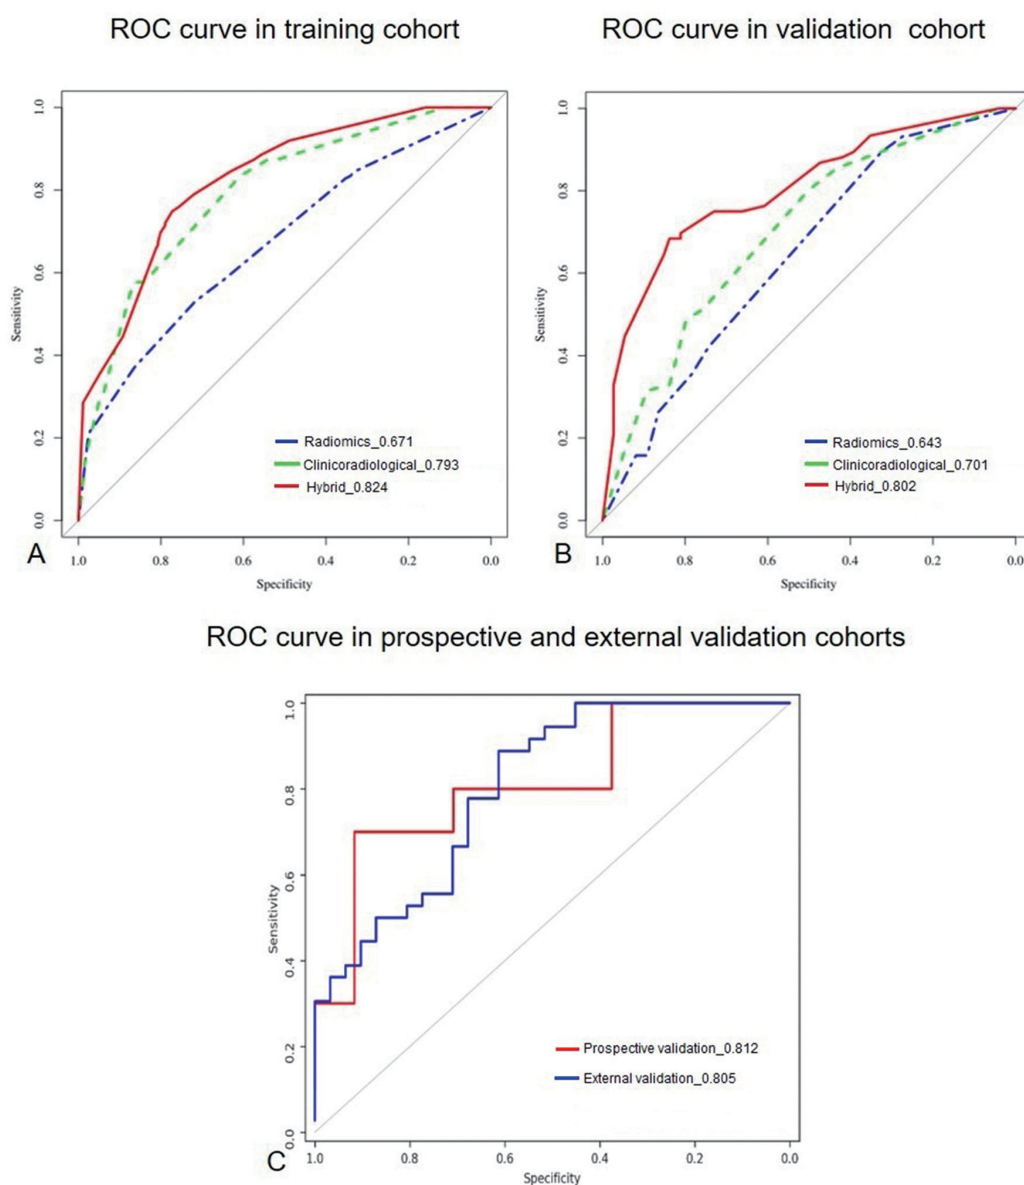 ROC curve in training cohort
1.0
0.8
0.6
0.4
0.2
0.0
Sensitivity
Radiomics_0.671
Clinicoradiological_0.793
Hybrid_0.824
A
1.0 0.8 0.6 0.4 0.2 0.0
Specificity
ROC curve in validation cohort
1.0
0.8
0.6
0.4
0.2
0.0
Sensitivity
Radiomics_0.643
Clinicoradiological_0.701
Hybrid_0.802
B
1.0 0.8 0.6 0.4 0.2 0.0
Specificity
ROC curve in prospective and external validation cohorts
1.0
0.8
0.6
0.4
0.2
0.0
Sensitivity
Prospective validation_0.812
External validation_0.805
C
1.0 0.8 0.6 0.4 0.2 0.0
Specificity